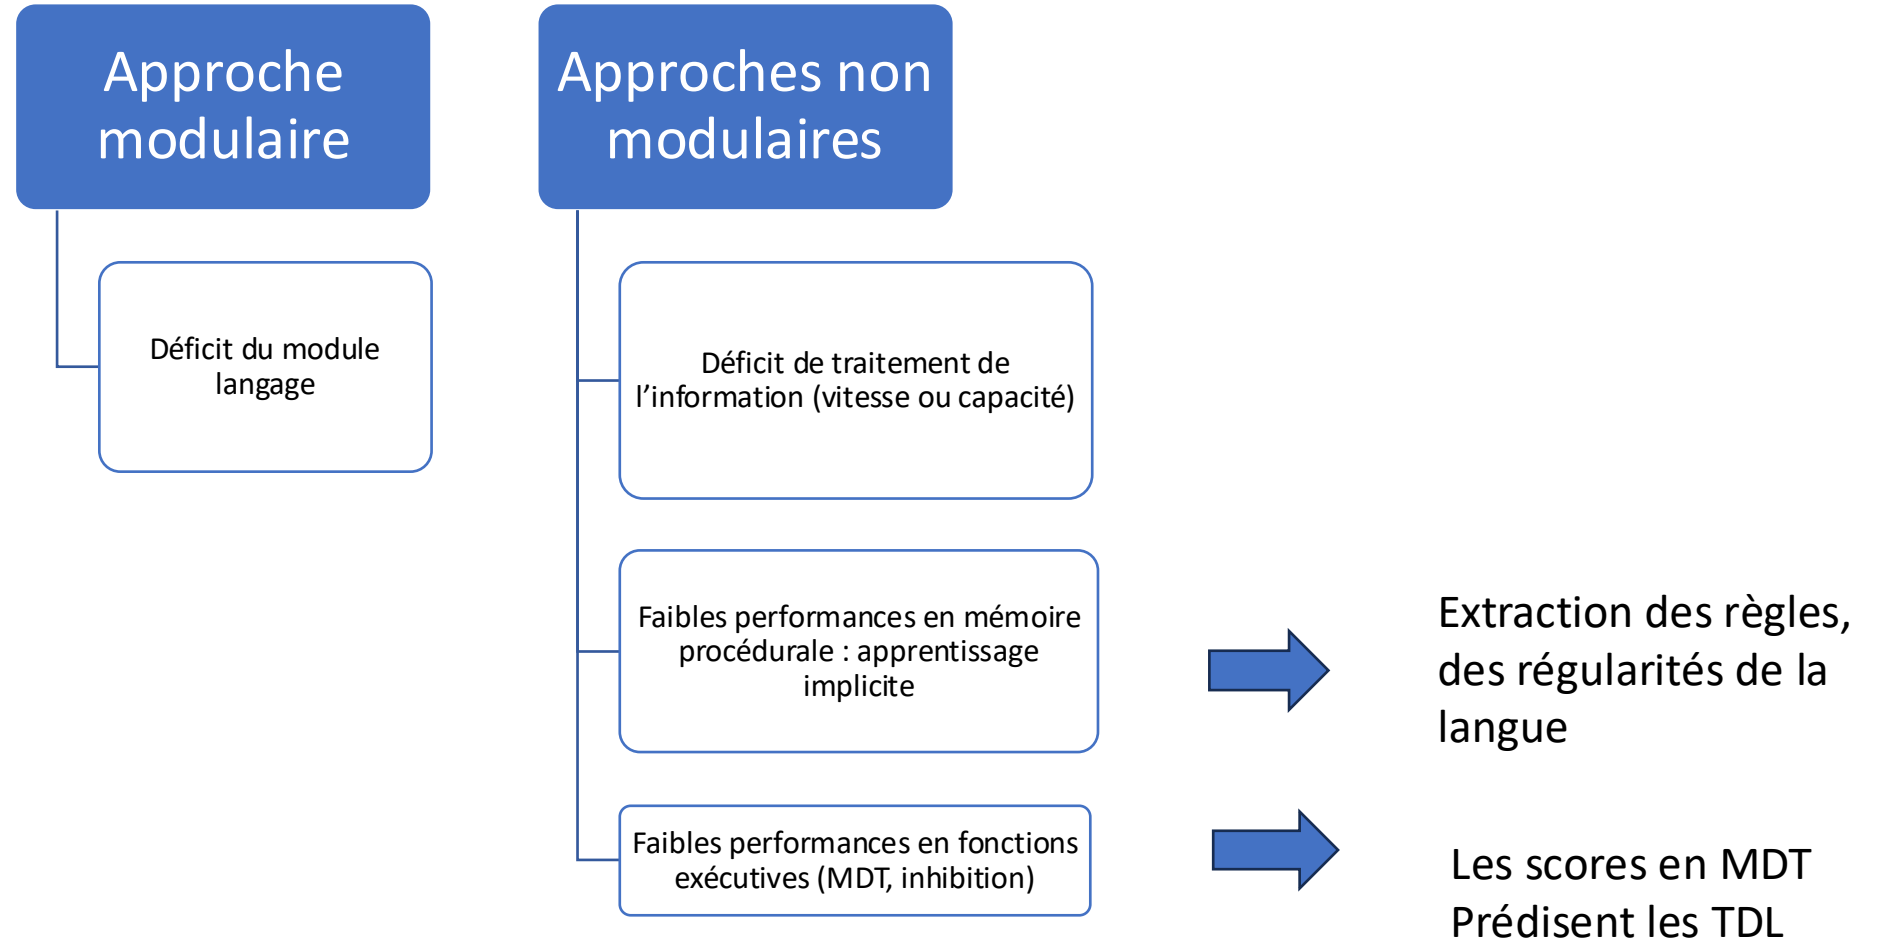 Approche
modulaire
Déficit du module
langage
Approches non
modulaires
Déficit de traitement de
l’information (vitesse ou capacité)
Faibles performances en mémoire
procédurale : apprentissage
implicite
Extraction des règles,
des régularités de la
langue
Faibles performances en fonctions
exécutives (MDT, inhibition)
Les scores en MDT
Prédisent les TDL